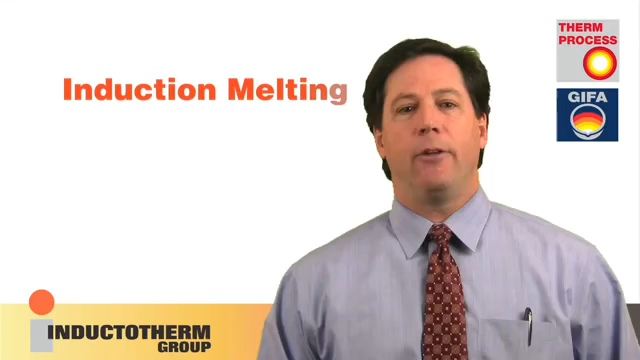 Induction Melting
THERM
PROCESS
GIFA
INDUCTOTHERM
GROUP